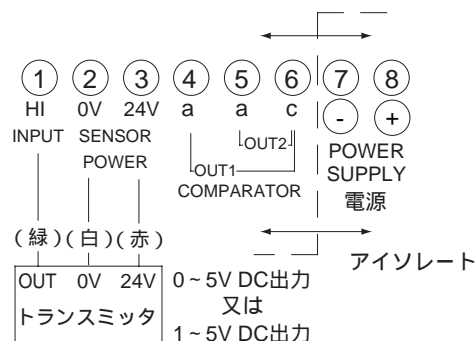 ① ② ③ ④ ⑤ ⑥ ⑦ ⑧
HI 0V 24V a a c - +
INPUT SENSOR POWER
OUT2
OUT1
COMPARATOR
POWER SUPPLY
電源
(緑) (白) (赤)
アイソレート
OUT 0V 24V
トランスミッタ
0~5V DC出力
又は
1~5V DC出力